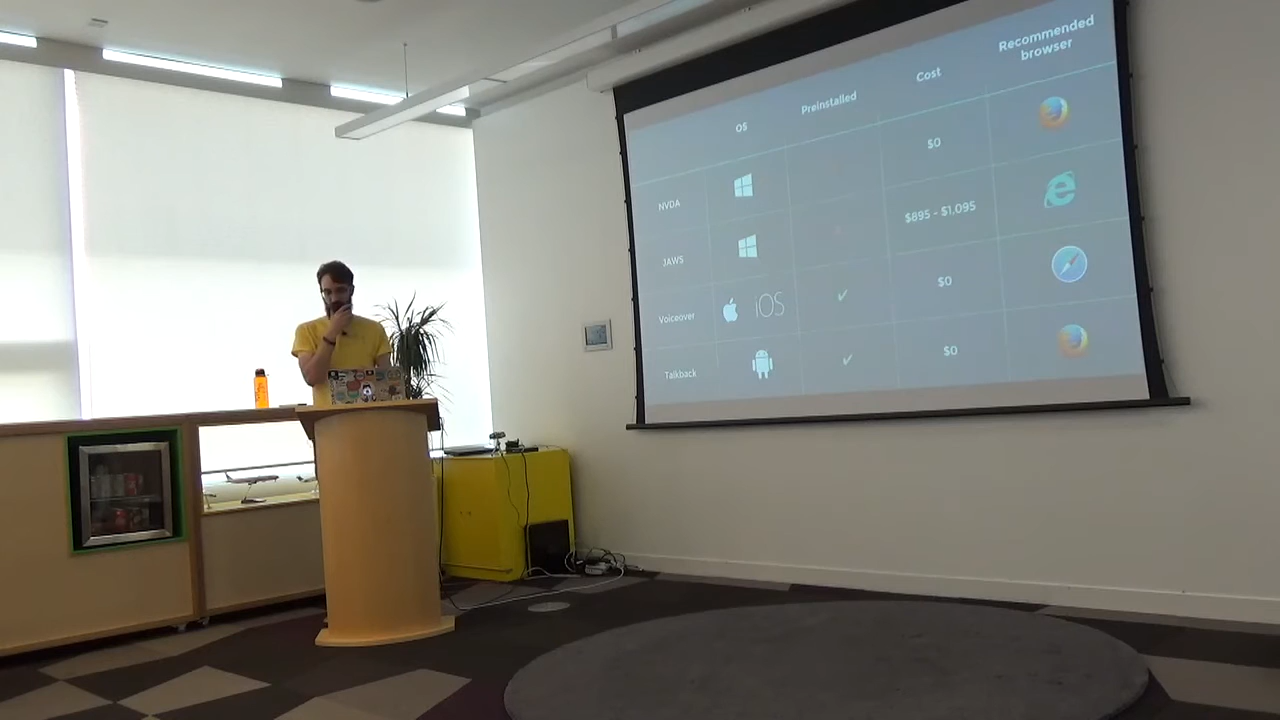 OS
Preinstalled
Cost
Recommended
browser
NVDA
$0
JAWS
$895 - $1,095
Voiceover
iOS
✓
$0
Talkback
✓
$0